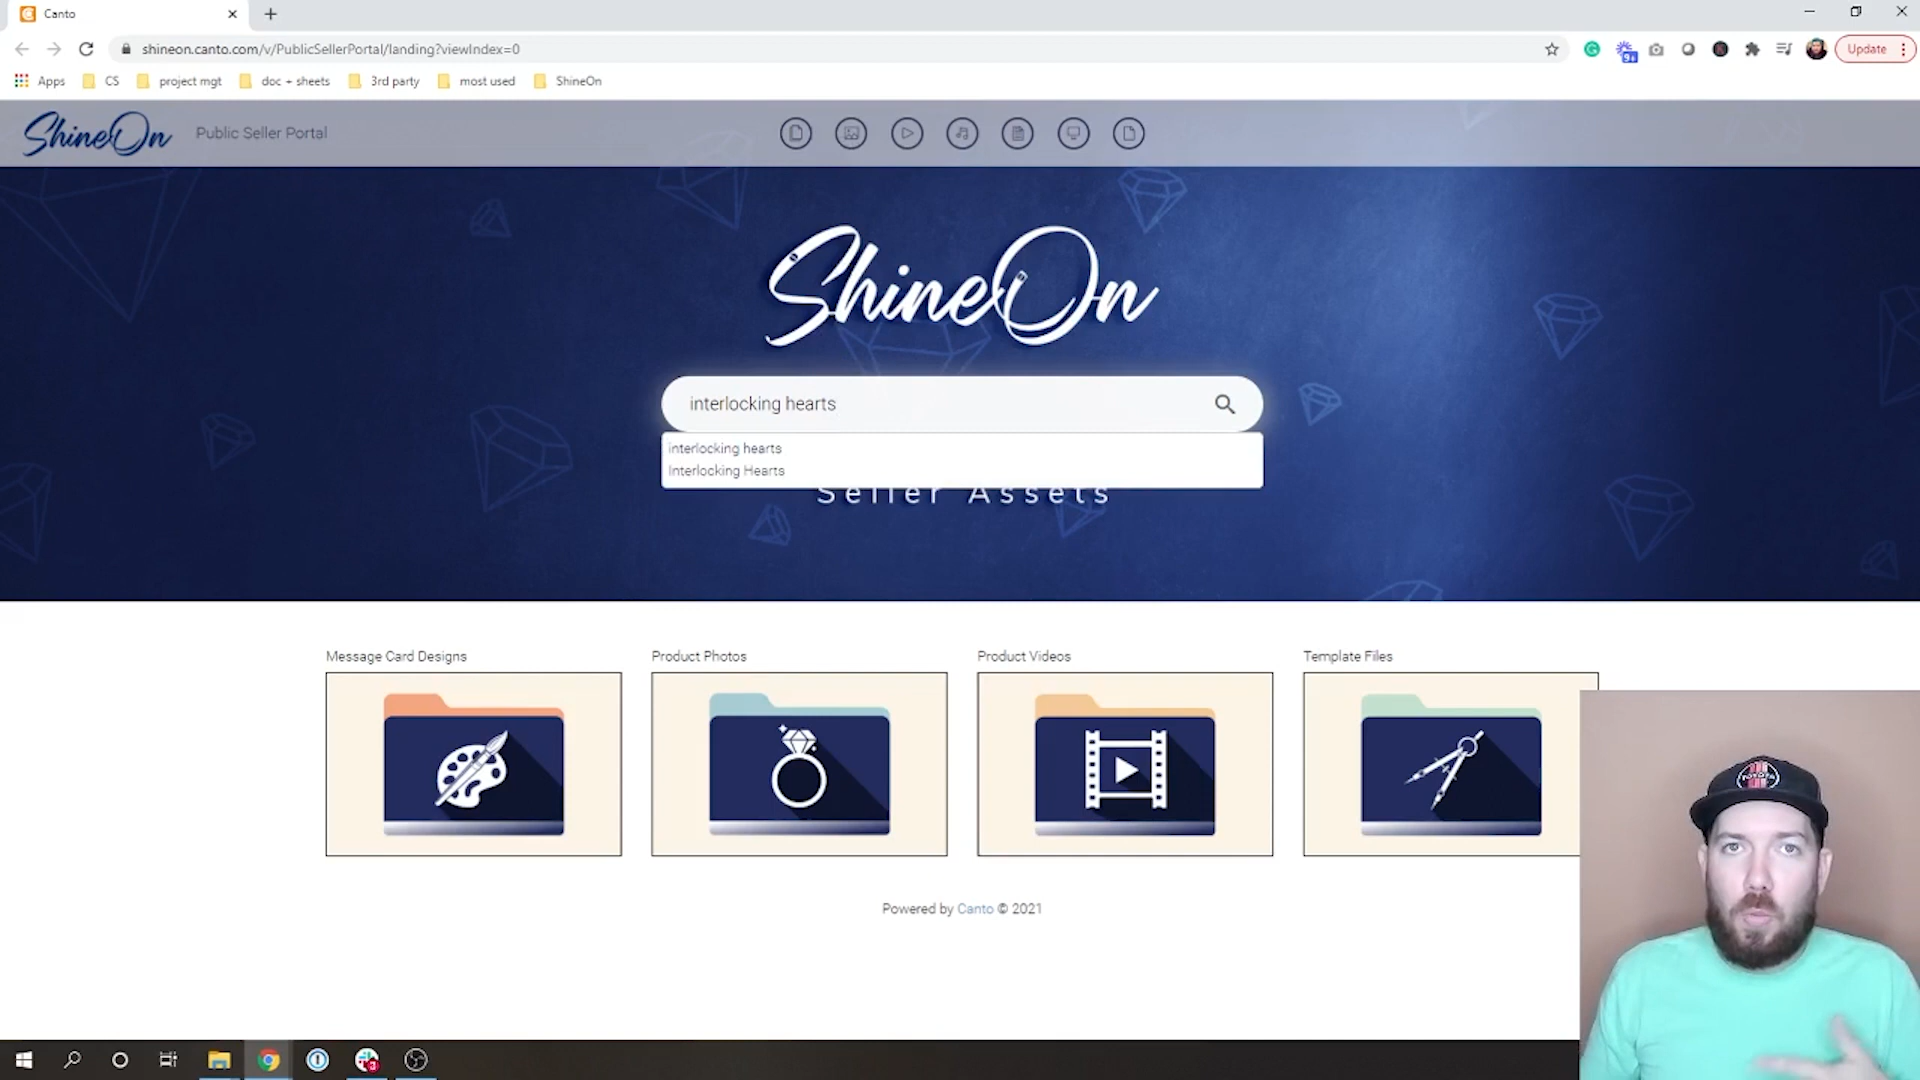 Canto
shineon.canto.com/v/PublicSellerPortal/landing?viewIndex=0
Update
Apps
CS
project mgt
doc + sheets
3rd party
most used
ShineOn
ShineOn
Public Seller Portal
ShineOn
interlocking hearts
interlocking hearts
Interlocking Hearts
Seller Assets
Message Card Designs
Product Photos
Product Videos
Template Files
Powered by Canto © 2021
TOYOTA